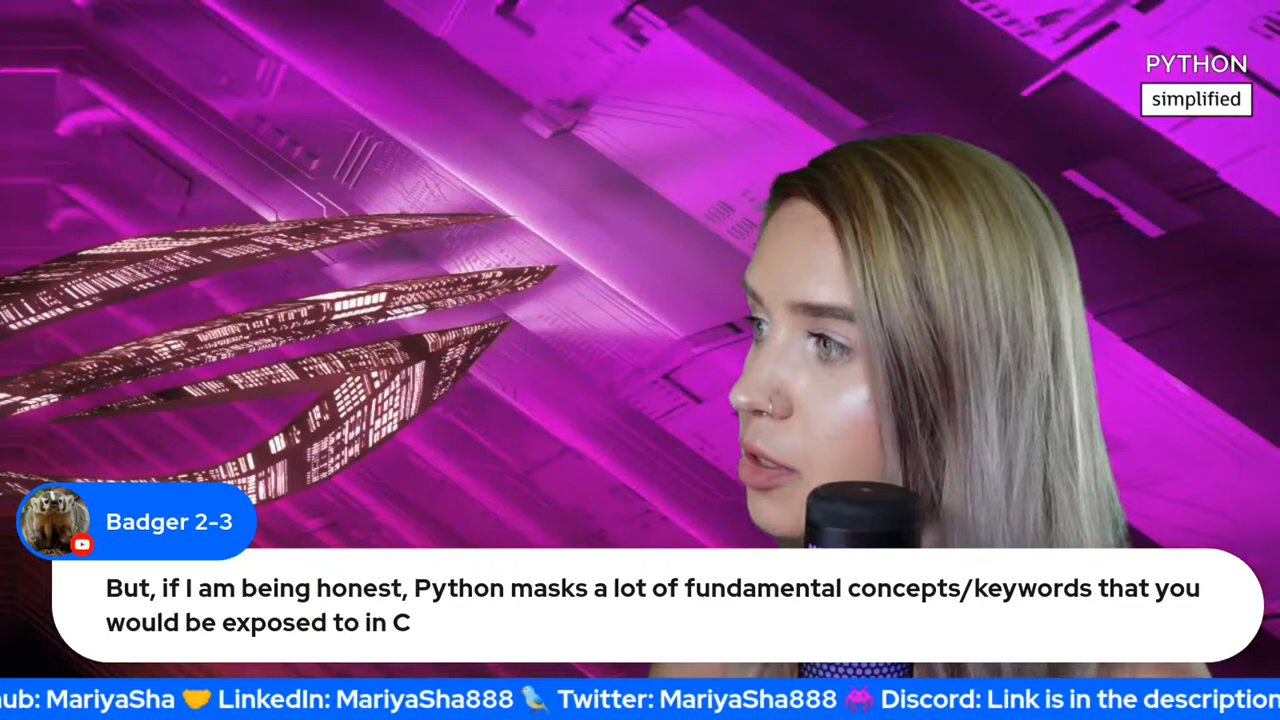 PYTHON
simplified
Badger 2-3
But, if I am being honest, Python masks a lot of fundamental concepts/keywords that you
would be exposed to in C
hub: MariyaSha 🤝 LinkedIn: MariyaSha888 🐦 Twitter: MariyaSha888 👾 Discord: Link is in the description